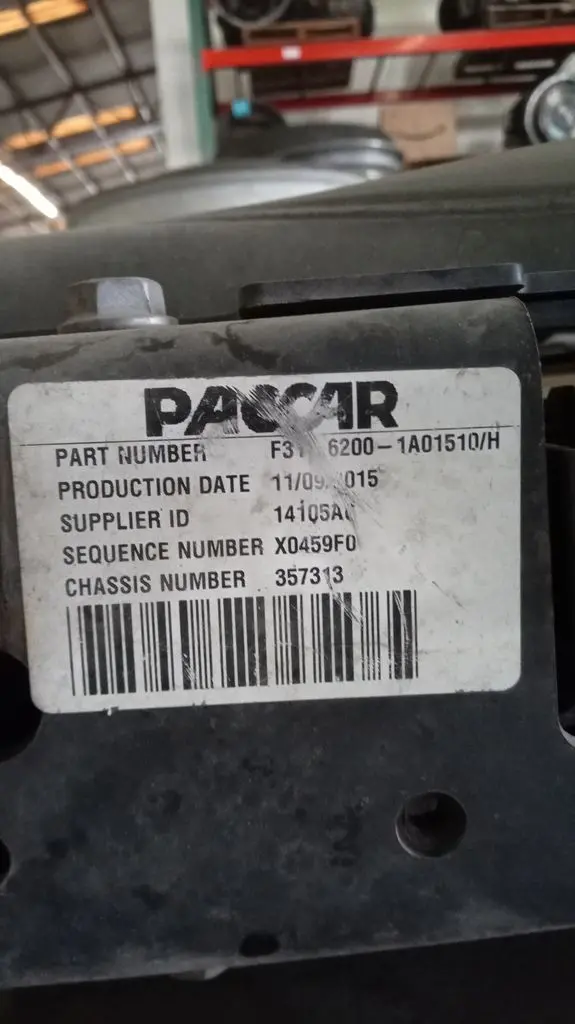 PACCAR
PART NUMBER
PRODUCTION DATE
SUPPLIER ID
SEQUENCE NUMBER X0459F0
CHASSIS NUMBER 357313